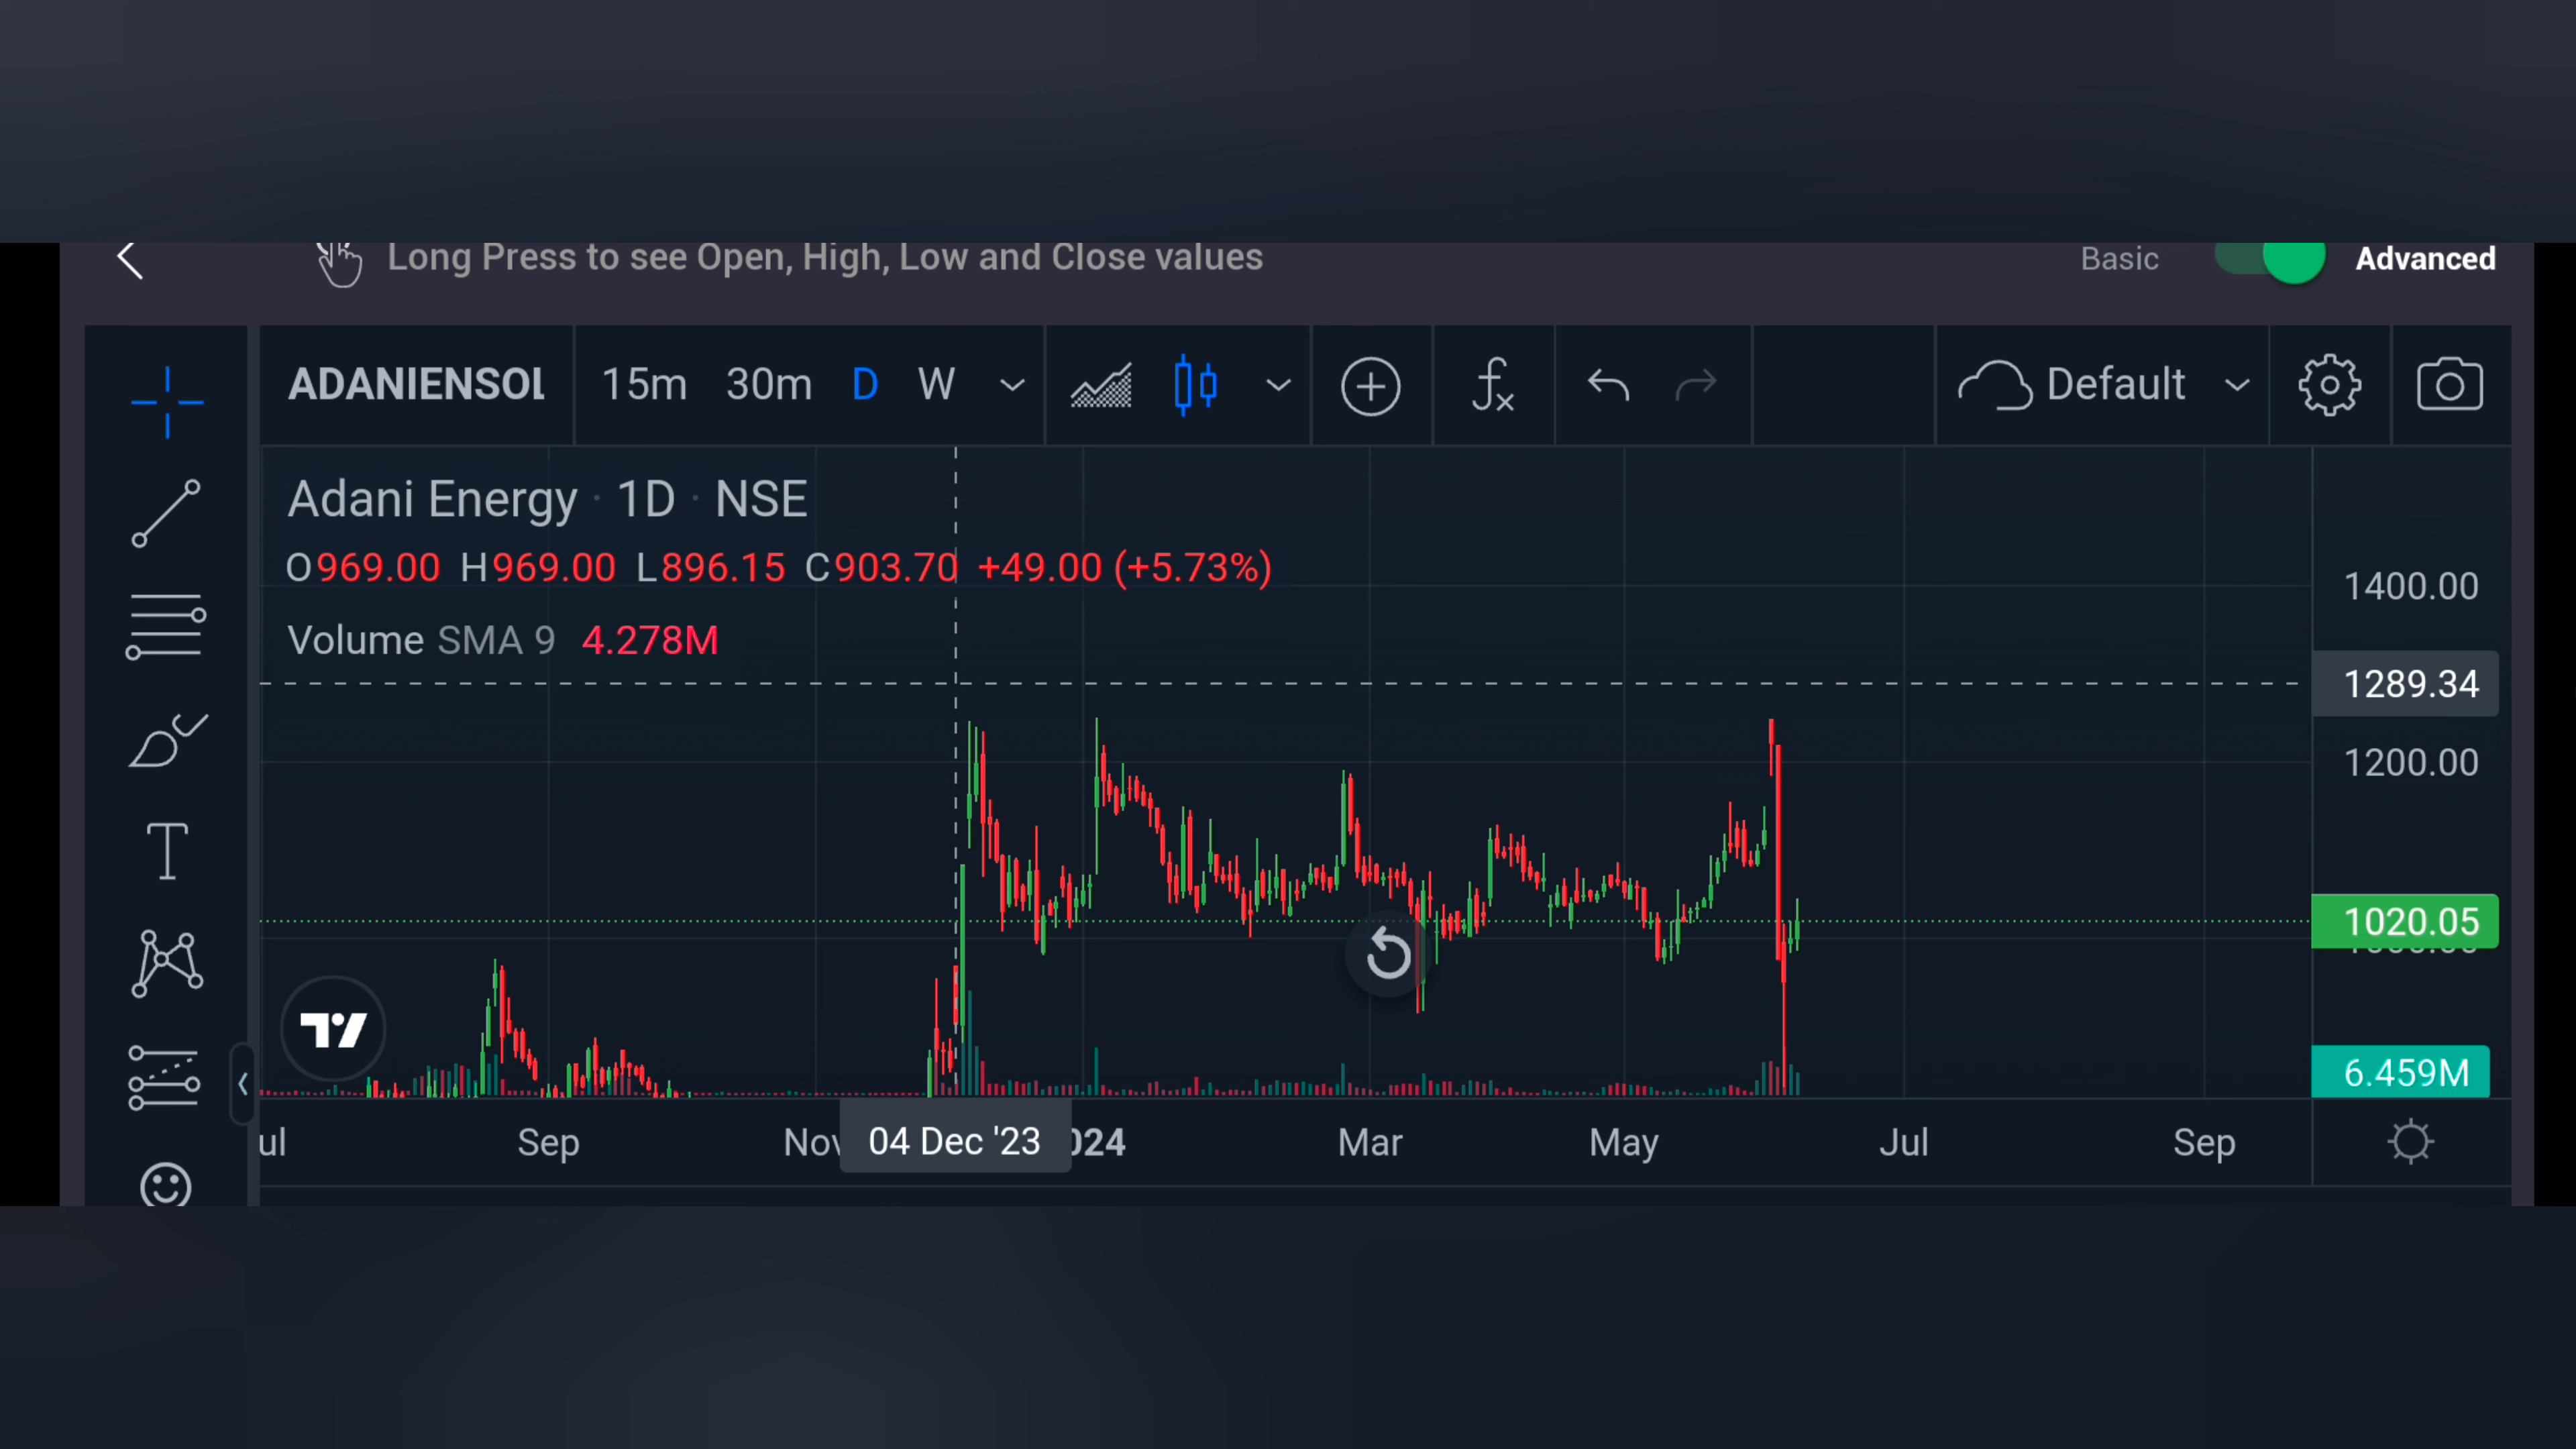 Long Press to see Open, High, Low and Close values
Basic Advanced
ADANIENSOL 15m 30m D W Default
Adani Energy · 1D · NSE
O969.00 H969.00 L896.15 C903.70 +49.00 (+5.73%)
Volume SMA 9 4.278M
1400.00
1289.34
1200.00
1020.05
6.459M
ul Sep Nov 04 Dec '23 024 Mar May Jul Sep